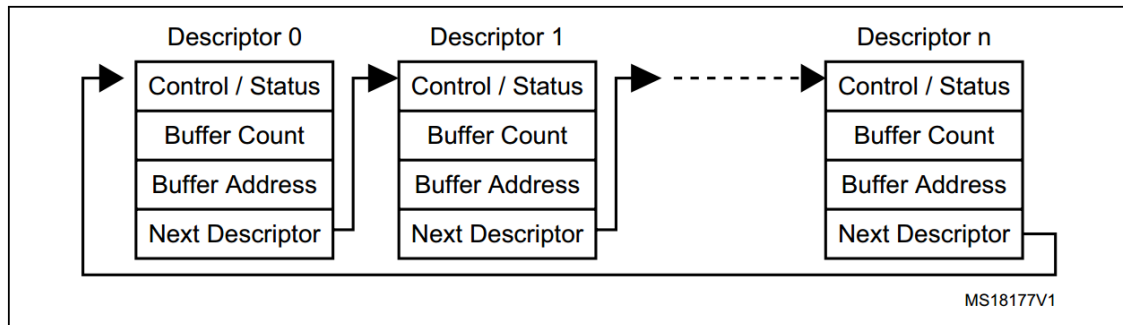 Descriptor 0
Control / Status
Buffer Count
Buffer Address
Next Descriptor
Descriptor 1
Control / Status
Buffer Count
Buffer Address
Next Descriptor
Descriptor n
Control / Status
Buffer Count
Buffer Address
Next Descriptor
MS18177V1